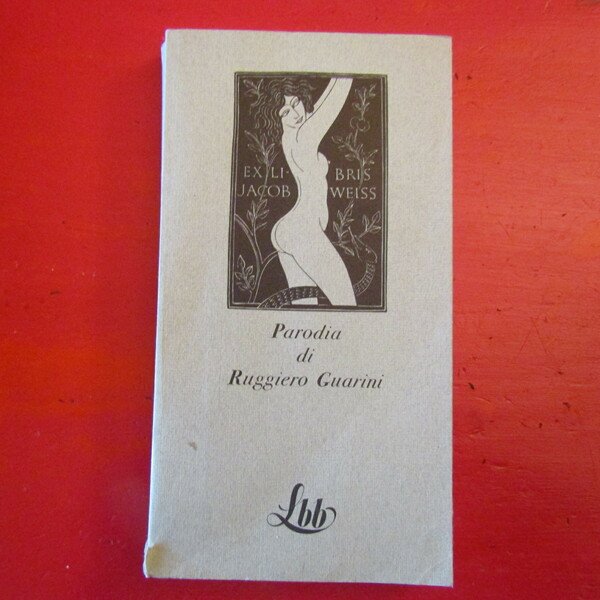 EX LI- BRIS
JACOB WEISS
Parodia
di
Ruggiero Guarini
Lbb